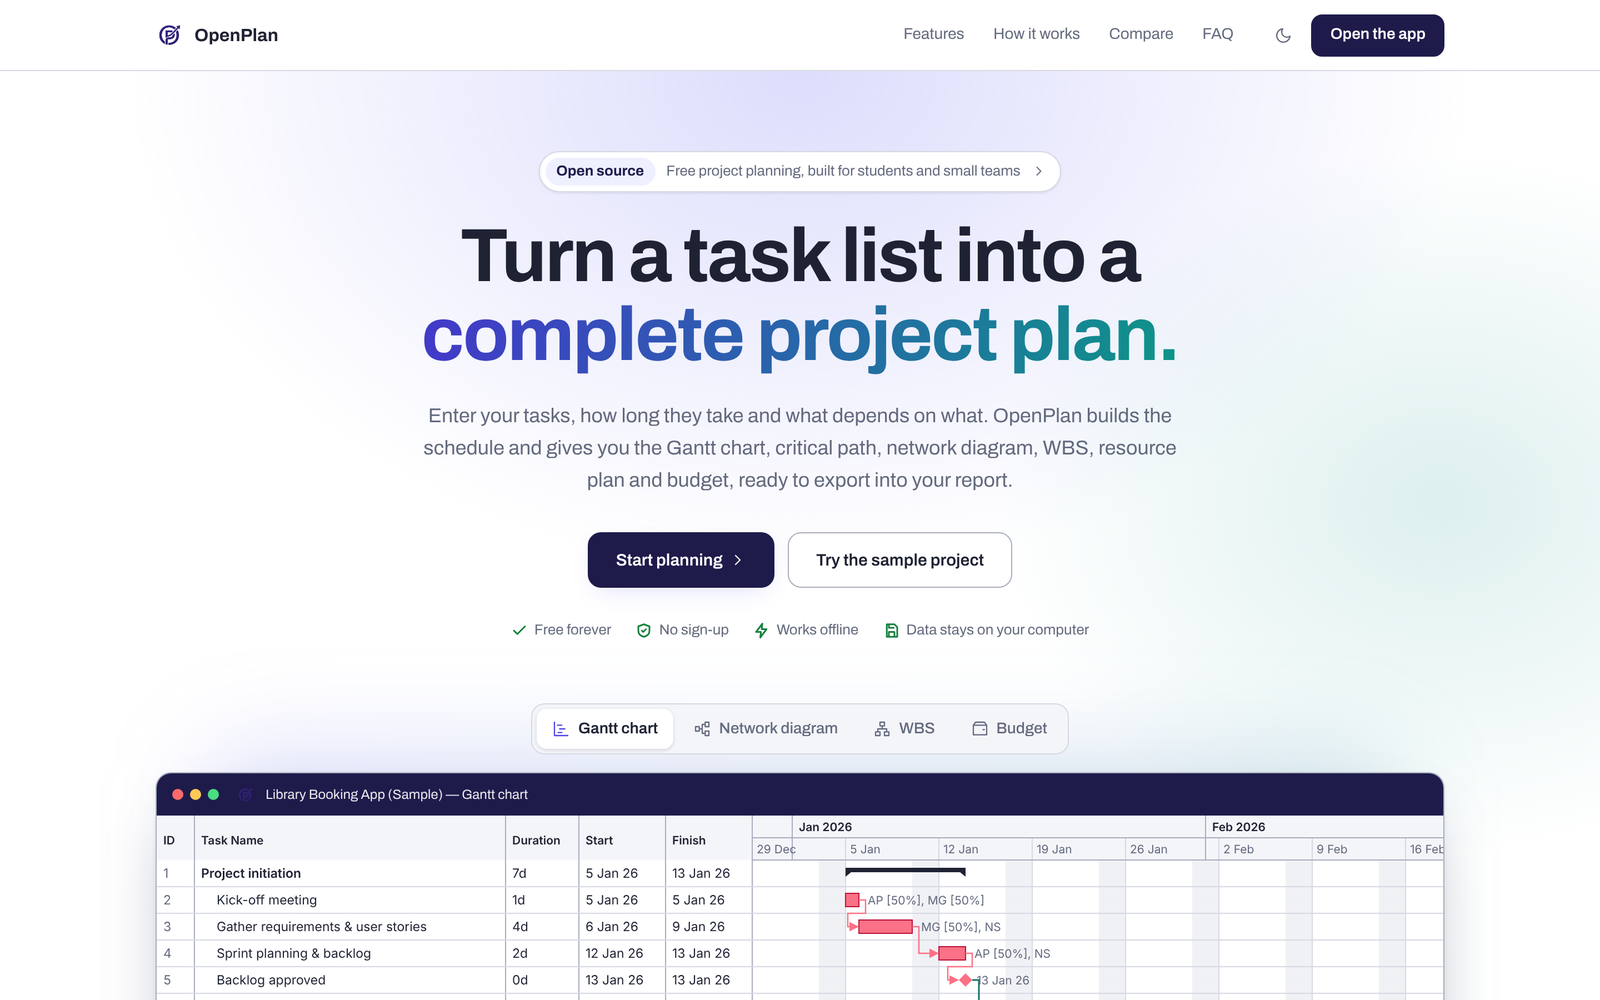 OpenPlan
Features How it works Compare FAQ Open the app
Open source Free project planning, built for students and small teams
Turn a task list into a
complete project plan.
Enter your tasks, how long they take and what depends on what. OpenPlan builds the
schedule and gives you the Gantt chart, critical path, network diagram, WBS, resource
plan and budget, ready to export into your report.
Start planning Try the sample project
Free forever No sign-up Works offline Data stays on your computer
Gantt chart Network diagram WBS Budget
Library Booking App (Sample) — Gantt chart
Jan 2026 Feb 2026
ID Task Name Duration Start Finish
29 Dec 5 Jan 12 Jan 19 Jan 26 Jan 2 Feb 9 Feb 16 Feb
1 Project initiation 7d 5 Jan 26 13 Jan 26
2 Kick-off meeting 1d 5 Jan 26 5 Jan 26 AP [50%], MG [50%]
3 Gather requirements & user stories 4d 6 Jan 26 9 Jan 26 MG [50%], NS
4 Sprint planning & backlog 2d 12 Jan 26 13 Jan 26 AP [50%], NS
5 Backlog approved 0d 13 Jan 26 13 Jan 26 13 Jan 26